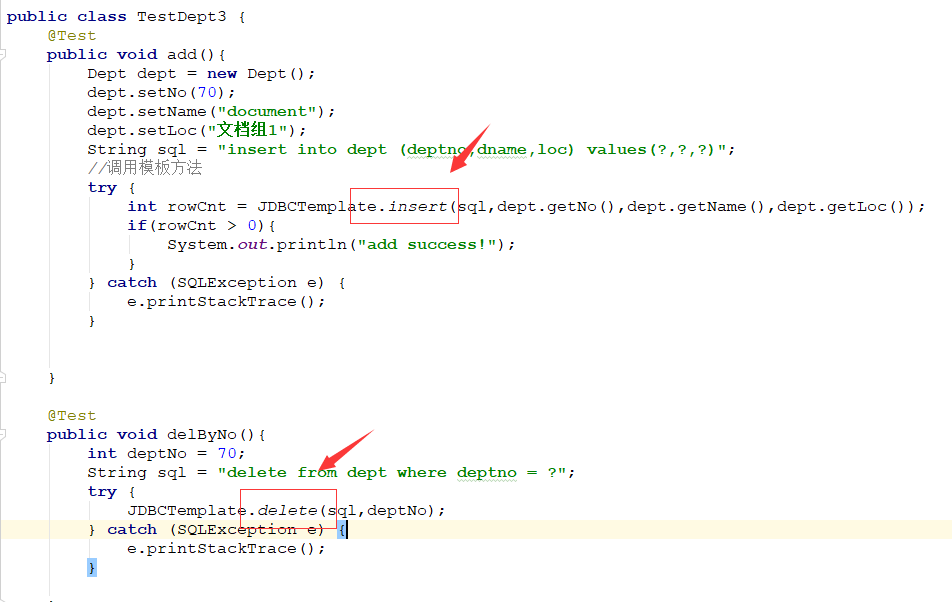 public class TestDept3 {
@Test
public void add(){
Dept dept = new Dept();
dept.setNo(70);
dept.setName("document");
dept.setLoc("文档组1");
String sql = "insert into dept (deptno,dname,loc) values(?,?,?)";
//调用模板方法
try {
int rowCnt = JDBCTemplate.insert(sql,dept.getNo(),dept.getName(),dept.getLoc());
if(rowCnt > 0){
System.out.println("add success!");
}
} catch (SQLException e) {
e.printStackTrace();
}
}
@Test
public void delByNo(){
int deptNo = 70;
String sql = "delete from dept where deptno = ?";
try {
JDBCTemplate.delete(sql,deptNo);
} catch (SQLException e) {
e.printStackTrace();
}